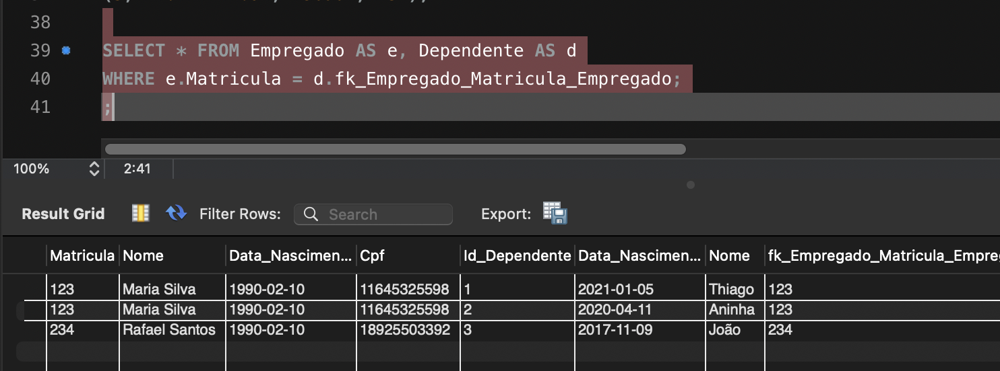 38
39 SELECT * FROM Empregado AS e, Dependente AS d
40 WHERE e.Matricula = d.fk_Empregado_Matricula_Empregado;
41 ;
100% 2:41
Result Grid Filter Rows: Search Export:
Matricula Nome Data_Nascimen... Cpf Id_Dependente Data_Nascimen... Nome fk_Empregado_Matricula_Empre
123 Maria Silva 1990-02-10 11645325598 1 2021-01-05 Thiago 123
123 Maria Silva 1990-02-10 11645325598 2 2020-04-11 Aninha 123
234 Rafael Santos 1990-02-10 18925503392 3 2017-11-09 João 234